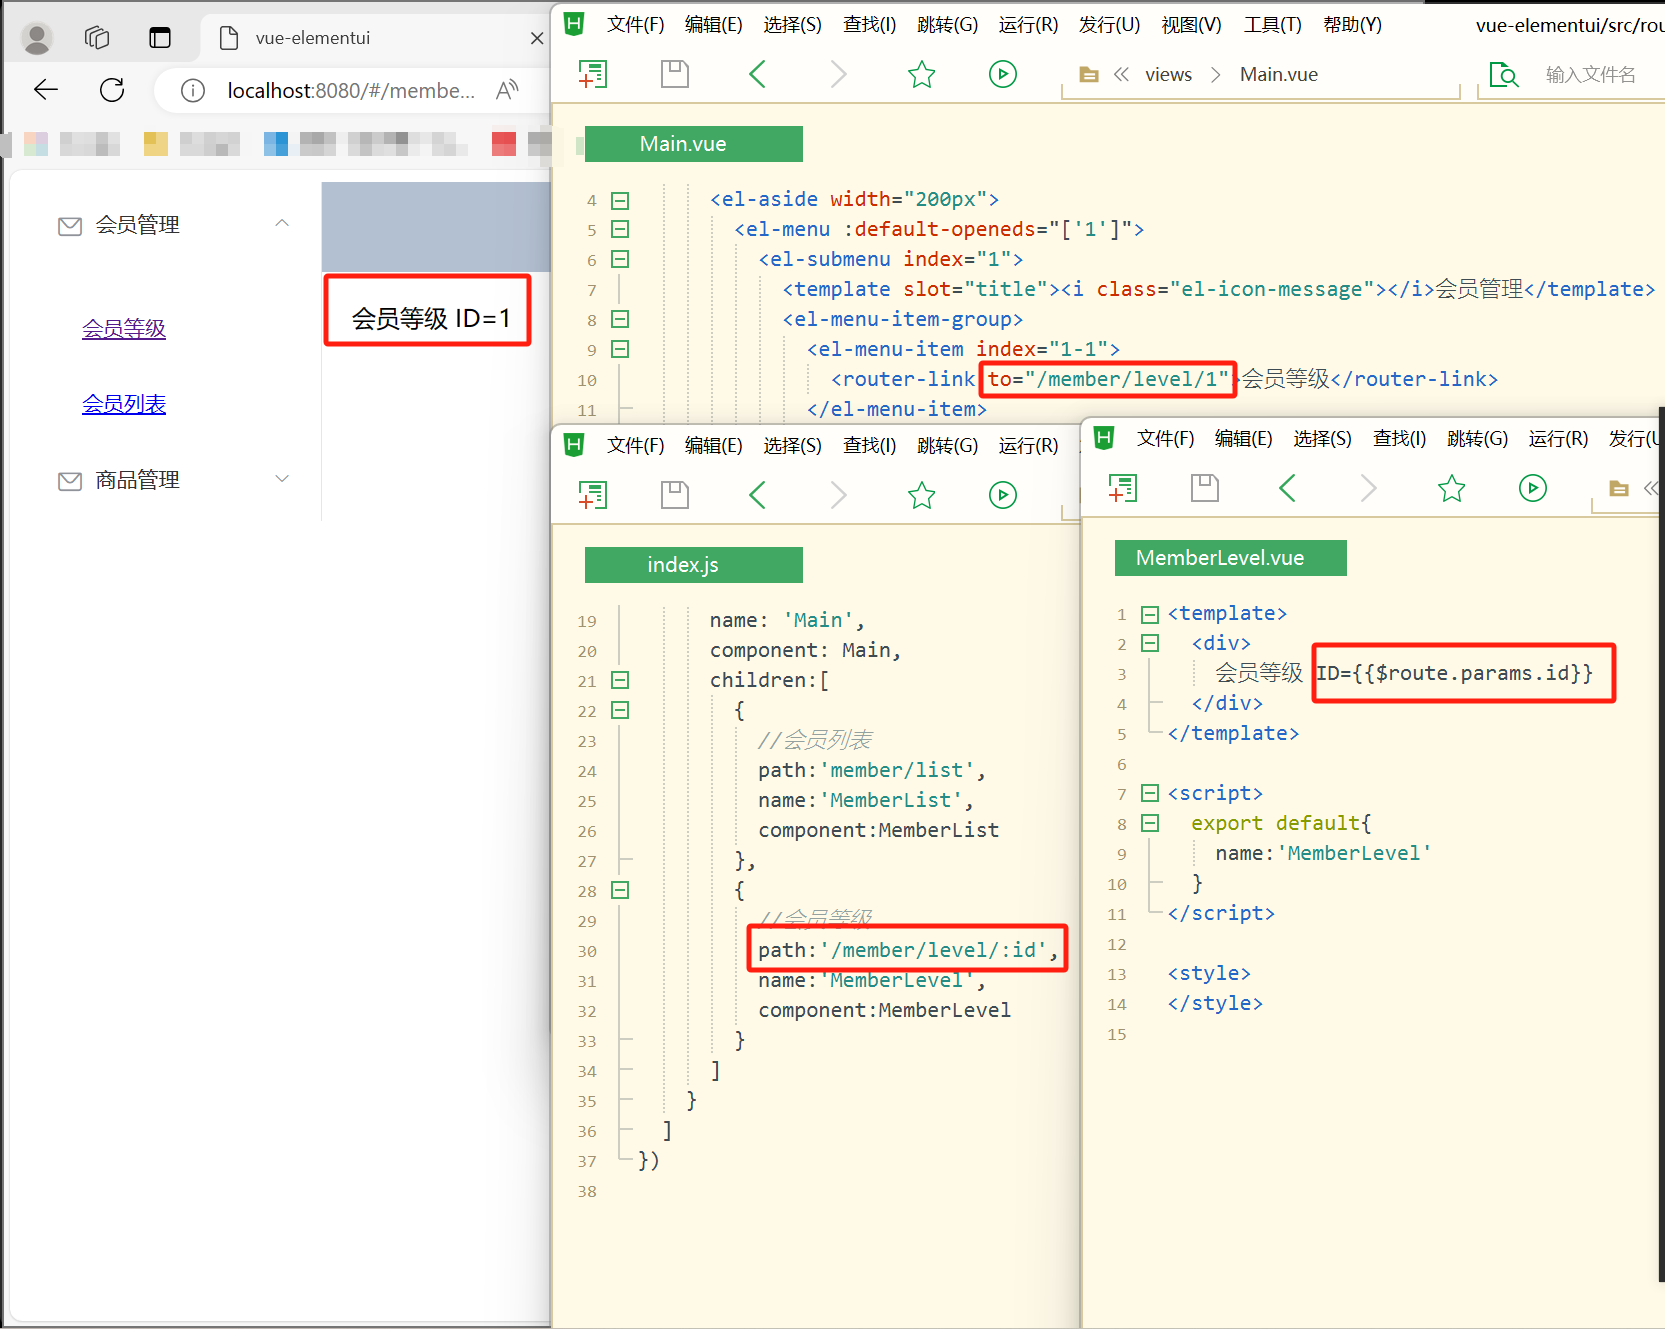 vue-elementui
localhost:8080/#/membe...
会员管理
会员等级
会员列表
商品管理
会员等级 ID=1
文件(F) 编辑(E) 选择(S) 查找(I) 跳转(G) 运行(R) 发行(U) 视图(V) 工具(T) 帮助(Y) vue-elementui/src/rou
views Main.vue 输入文件名
Main.vue
4 <el-aside width="200px">
5 <el-menu :default-openeds="['1']">
6 <el-submenu index="1">
7 <template slot="title"><i class="el-icon-message"></i>会员管理</template>
8 <el-menu-item-group>
9 <el-menu-item index="1-1">
10 <router-link to="/member/level/1">会员等级</router-link>
11 </el-menu-item>
文件(F) 编辑(E) 选择(S) 查找(I) 跳转(G) 运行(R)
index.js
19 name: 'Main',
20 component: Main,
21 children:[
22 {
23 //会员列表
24 path:'member/list',
25 name:'MemberList',
26 component:MemberList
27 },
28 {
29 //会员等级
30 path:'/member/level/:id',
31 name:'MemberLevel',
32 component:MemberLevel
33 }
34 ]
35 }
36 ]
37 })
38
文件(F) 编辑(E) 选择(S) 查找(I) 跳转(G) 运行(R) 发行(U
MemberLevel.vue
1 <template>
2 <div>
3 会员等级 ID={{$route.params.id}}
4 </div>
5 </template>
6
7 <script>
8 export default{
9 name:'MemberLevel'
10 }
11 </script>
12
13 <style>
14 </style>
15